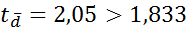 t_d̄ = 2,05 > 1,833